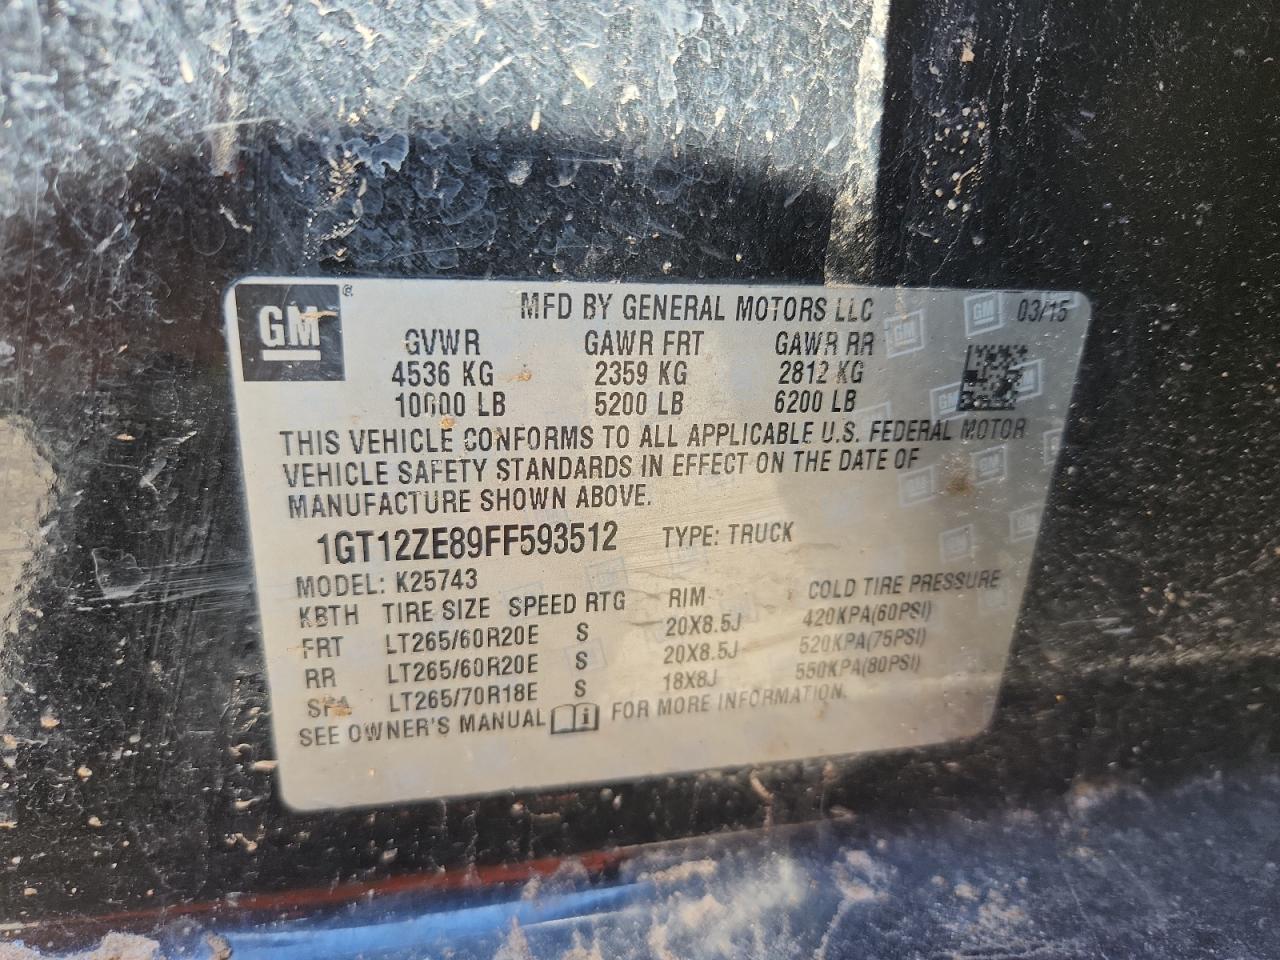 GM ®
MFD BY GENERAL MOTORS LLC 03/15
GVWR GAWR FRT GAWR RR
4536 KG 2359 KG 2812 KG
10000 LB 5200 LB 6200 LB
THIS VEHICLE CONFORMS TO ALL APPLICABLE U.S. FEDERAL MOTOR
VEHICLE SAFETY STANDARDS IN EFFECT ON THE DATE OF
MANUFACTURE SHOWN ABOVE.
1GT12ZE89FF593512 TYPE: TRUCK
MODEL: K25743
KBTH TIRE SIZE SPEED RTG RIM COLD TIRE PRESSURE
FRT LT265/60R20E S 20X8.5J 420KPA(60PSI)
RR LT265/60R20E S 20X8.5J 520KPA(75PSI)
SPA LT265/70R18E S 18X8J 550KPA(80PSI)
SEE OWNER'S MANUAL i FOR MORE INFORMATION.